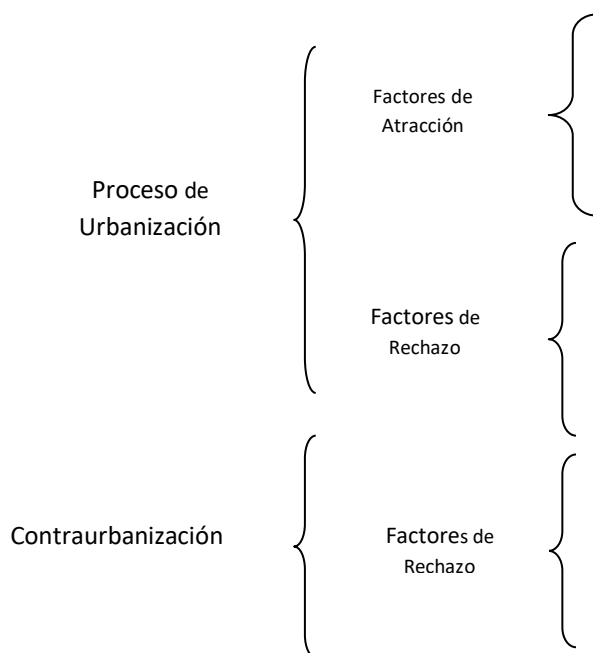 Factores de
Atracción
Proceso de
Urbanización
Factores de
Rechazo
Contraurbanización
Factores de
Rechazo